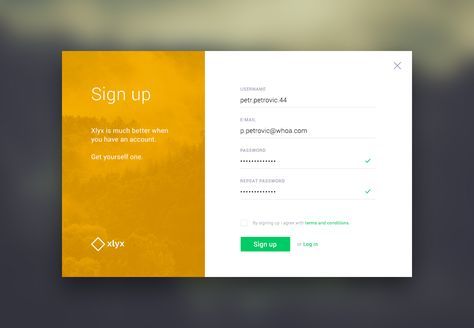 Sign up
Xlyx is much better when
you have an account.
Get yourself one.
xlyx
USERNAME
petr.petrovic.44
E-MAIL
p.petrovic@whoa.com
PASSWORD
•••••••••••••
REPEAT PASSWORD
•••••••••••••
By signing up I agree with terms and conditions.
Sign up or Log in